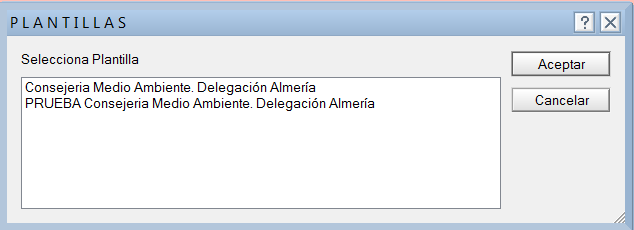 PLANTILLAS
?
Selecciona Plantilla
Aceptar
Consejeria Medio Ambiente. Delegación Almería
PRUEBA Consejeria Medio Ambiente. Delegación Almería
Cancelar